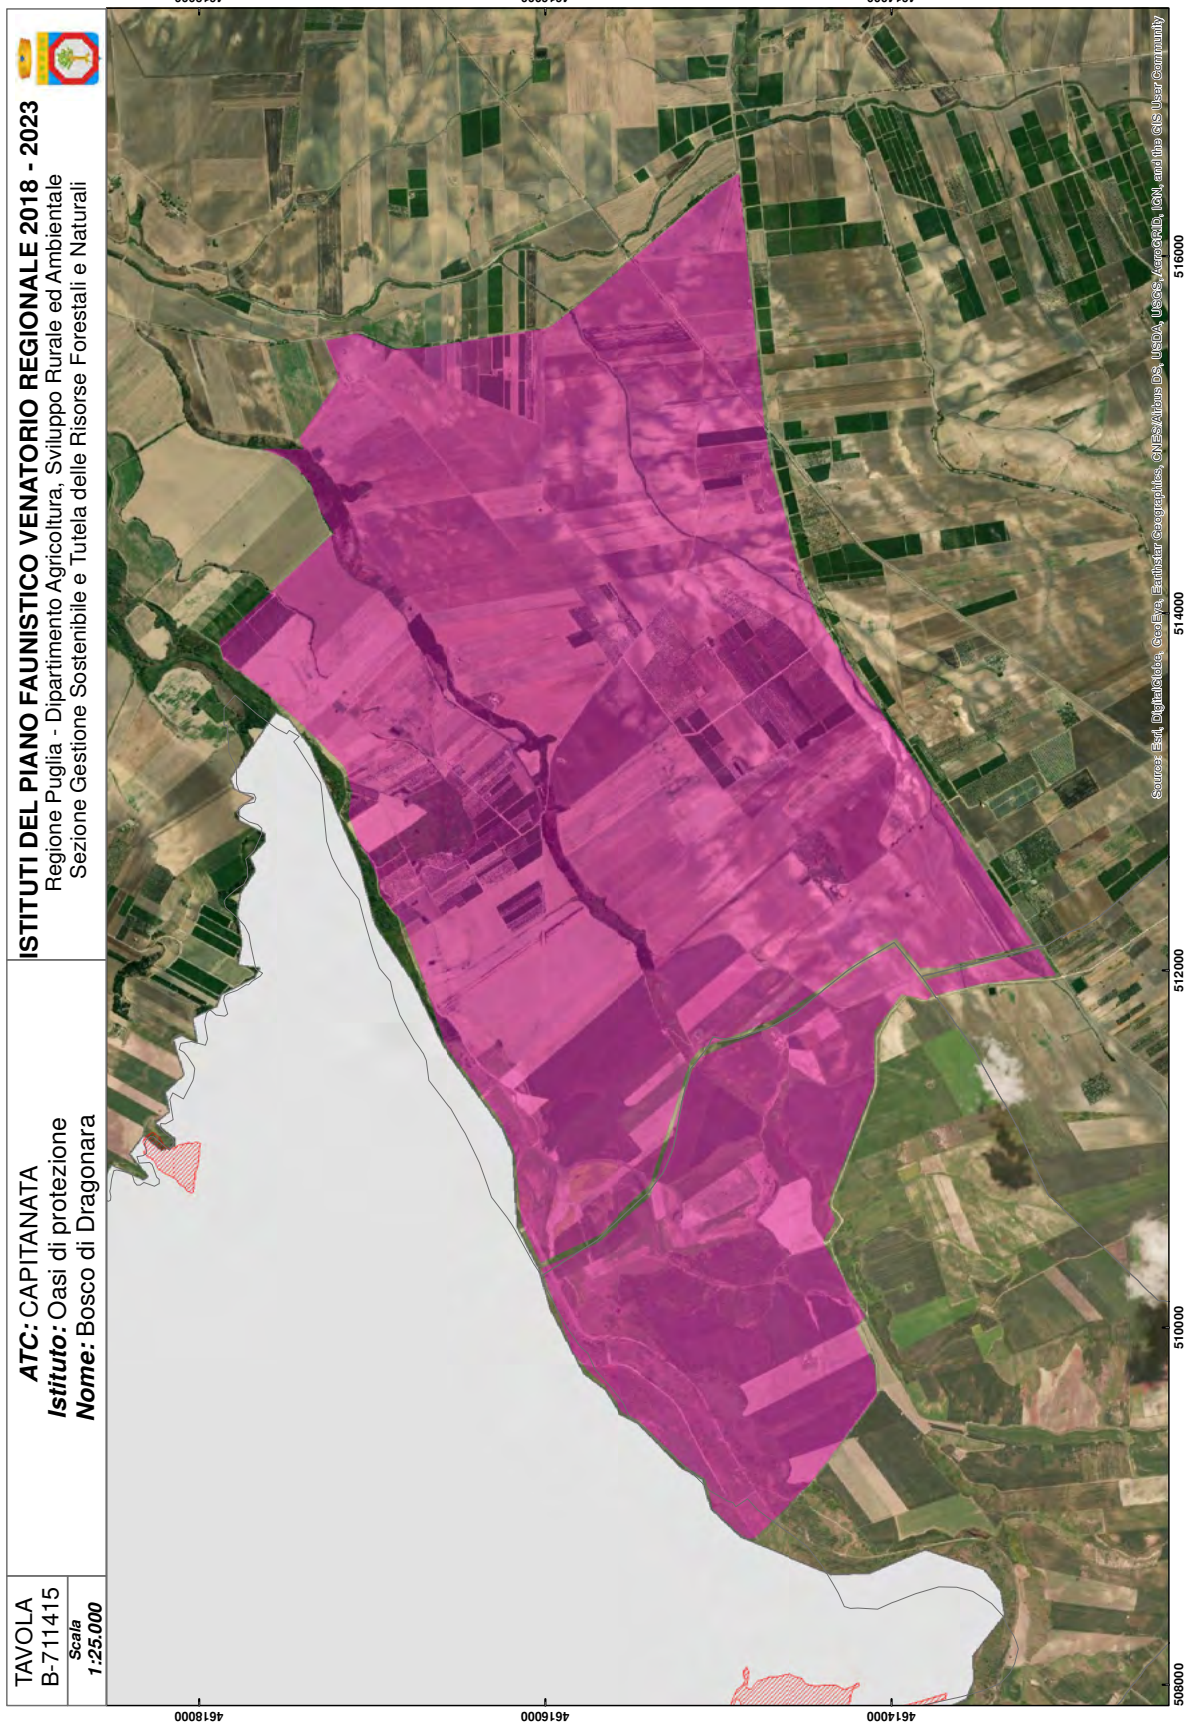 TAVOLA
B-711415
Scala
1:25.000
ATC: CAPITANATA
Istituto: Oasi di protezione
Nome: Bosco di Dragonara
ISTITUTI DEL PIANO FAUNISTICO VENATORIO REGIONALE 2018 - 2023
Regione Puglia - Dipartimento Agricoltura, Sviluppo Rurale ed Ambientale
Sezione Gestione Sostenibile e Tutela delle Risorse Forestali e Naturali
4618000
4616000
4614000
508000
510000
512000
514000
516000
Source: Esri, DigitalGlobe, GeoEye, Earthstar Geographics, CNES/Airbus DS, USDA, USGS, AeroGRID, IGN, and the GIS User Community